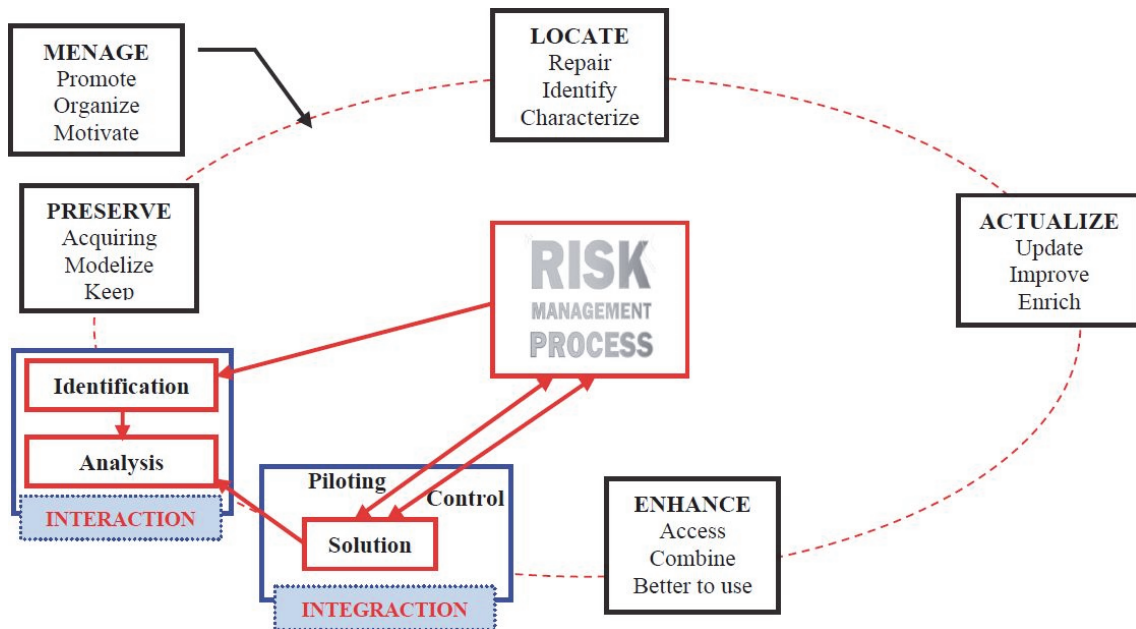 MENAGE
Promote
Organize
Motivate
LOCATE
Repair
Identify
Characterize
PRESERVE
Acquiring
Modelize
Keep
ACTUALIZE
Update
Improve
Enrich
RISK
MANAGEMENT
PROCESS
Identification
Analysis
INTERACTION
Piloting
Control
Solution
INTEGRACTION
ENHANCE
Access
Combine
Better to use